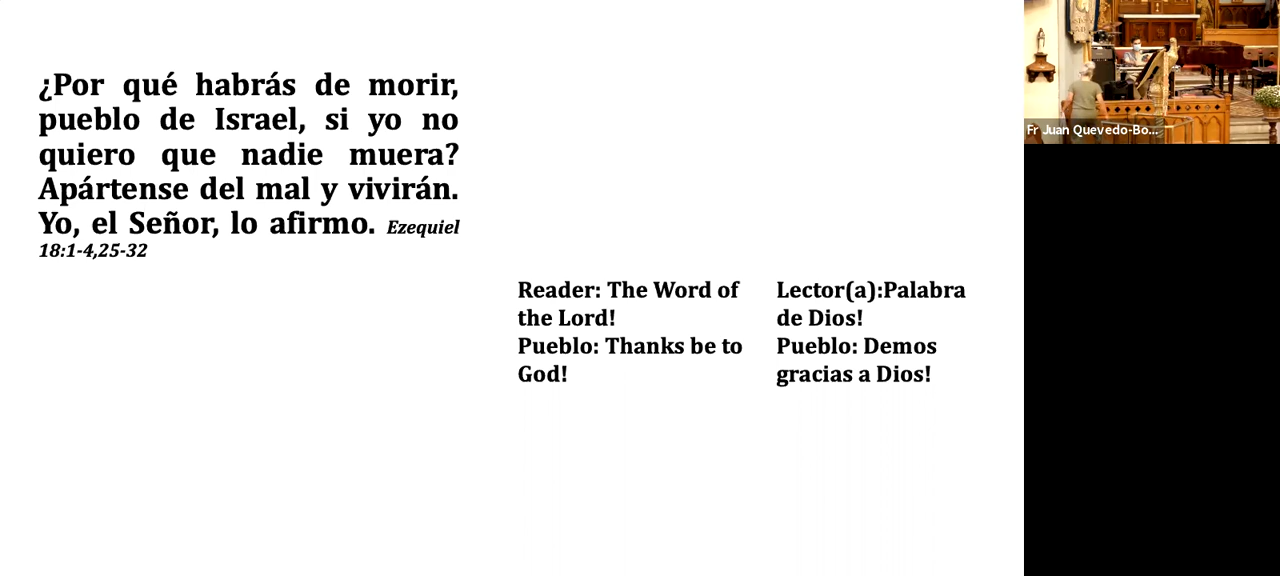 ¿Por qué habrás de morir,
pueblo de Israel, si yo no
quiero que nadie muera?
Apártense del mal y vivirán.
Yo, el Señor, lo afirmo. Ezequiel
18:1-4,25-32
Reader: The Word of
the Lord!
Pueblo: Thanks be to
God!
Lector(a):Palabra
de Dios!
Pueblo: Demos
gracias a Dios!
Fr Juan Quevedo-Bo...